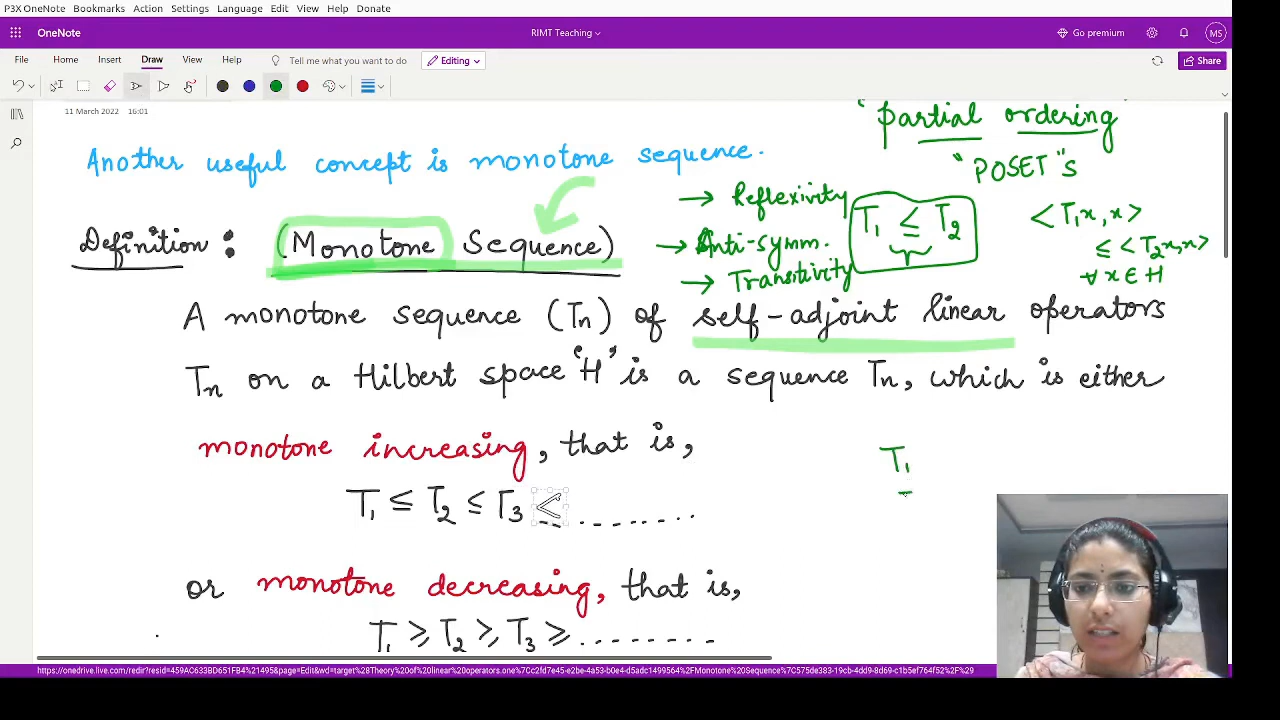 P3X OneNote Bookmarks Action Settings Language Edit View Help Donate
OneNote
RIMT Teaching
Go premium
MS
File Home Insert Draw View Help Tell me what you want to do Editing
Share
11 March 2022 16:01
partial ordering
"POSET"s
Another useful concept is monotone sequence.
Definition : (Monotone Sequence)
→ Reflexivity
→ Anti-symm.
→ Transitivity
T₁ ≤ T₂
<T₁x, x>
≤ <T₂x, x>
∀ x ∈ H
A monotone sequence (Tn) of self-adjoint linear operators
Tn on a Hilbert space 'H' is a sequence Tn, which is either
monotone increasing, that is,
T₁ ≤ T₂ ≤ T₃ ≤ ........
T₁
or monotone decreasing, that is,
T₁ ≥ T₂ ≥ T₃ ≥ ........